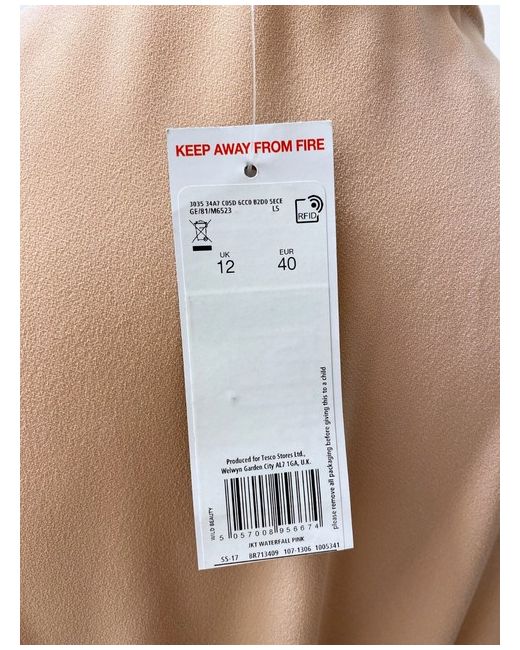 KEEP AWAY FROM FIRE
3035 34A7 C05D 6CC0 B2D0 5ECE
GE/81/M6523 L5
RFID
UK EUR
12 40
please remove all packaging before giving this to a child
Produced for Tesco Stores Ltd.,
Welwyn Garden City AL7 1GA, U.K.
WILD BEAUTY
5 057008 956674
JKT WATERFALL PINK
SS-17 BR713409 107-1306 1005341